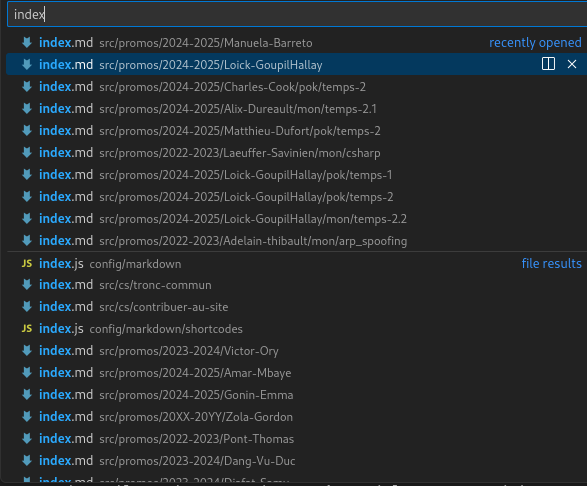 index
index.md src/promos/2024-2025/Manuela-Barreto recently opened
index.md src/promos/2024-2025/Loick-GoupilHallay
index.md src/promos/2024-2025/Charles-Cook/pok/temps-2
index.md src/promos/2024-2025/Alix-Dureault/mon/temps-2.1
index.md src/promos/2024-2025/Matthieu-Dufort/pok/temps-2
index.md src/promos/2022-2023/Laeuffer-Savinien/mon/csharp
index.md src/promos/2024-2025/Loick-GoupilHallay/pok/temps-1
index.md src/promos/2024-2025/Loick-GoupilHallay/pok/temps-2
index.md src/promos/2024-2025/Loick-GoupilHallay/mon/temps-2.2
index.md src/promos/2022-2023/Adelain-thibault/mon/arp_spoofing
JS index.js config/markdown file results
index.md src/cs/tronc-commun
index.md src/cs/contribuer-au-site
JS index.js config/markdown/shortcodes
index.md src/promos/2023-2024/Victor-Ory
index.md src/promos/2024-2025/Amar-Mbaye
index.md src/promos/2024-2025/Gonin-Emma
index.md src/promos/20XX-20YY/Zola-Gordon
index.md src/promos/2022-2023/Pont-Thomas
index.md src/promos/2023-2024/Dang-Vu-Duc